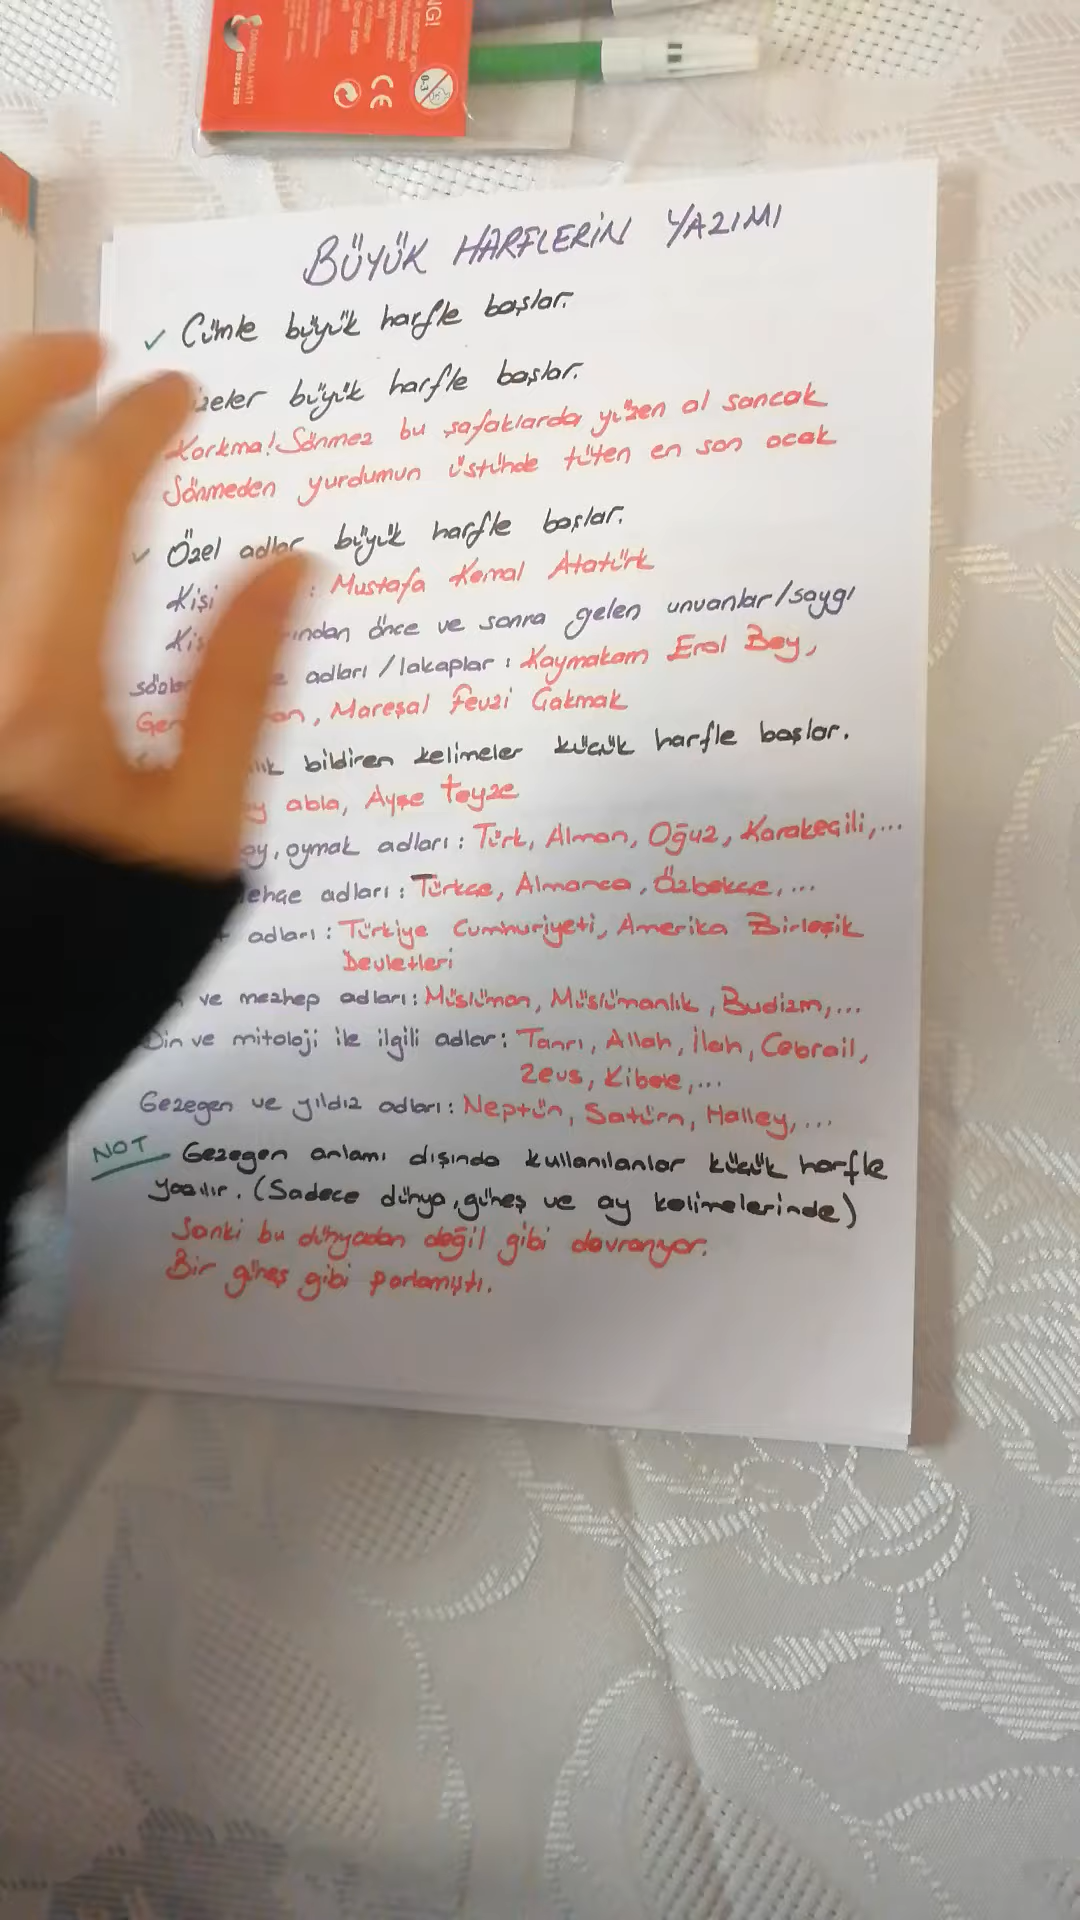 DANIŞMA HATTI
0-3
CE
BÜYÜK HARFLERİN YAZIMI
✓ Cümle büyük harfle başlar.
büyük harfle başlar.
Korkma! Sönmez bu şafaklarda yüzen al sancak
Sönmeden yurdumun üstünde tüten en son ocak
✓ Özel adlar büyük harfle başlar.
Kişi : Mustafa Kemal Atatürk
önce ve sonra gelen unvanlar/saygı
adları/lakaplar: Kaymakam Erol Bey,
Mareşal Fevzi Çakmak
bildiren kelimeler küçük harfle başlar.
abla, Ayşe teyze
oymak adları: Türk, Alman, Oğuz, Karakeçili,...
adları: Türkçe, Almanca, Özbekçe,...
adları: Türkiye Cumhuriyeti, Amerika Birleşik
Devletleri
ve mezhep adları: Müslüman, Müslümanlık, Budizm,...
Din ve mitoloji ile ilgili adlar: Tanrı, Allah, İlah, Cebrail,
Zeus, Kibele,...
Gezegen ve yıldız adları: Neptün, Satürn, Halley,...
NOT Gezegen anlamı dışında kullanılanlar küçük harfle
yazılır. (Sadece dünya, güneş ve ay kelimelerinde)
Sanki bu dünyadan değil gibi davranıyor.
Bir güneş gibi parlamıştı.